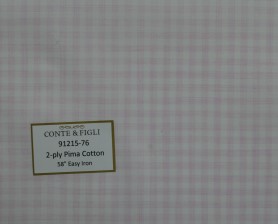 CONTE & FIGLI
91215-76
2-ply Pima Cotton
58" Easy Iron